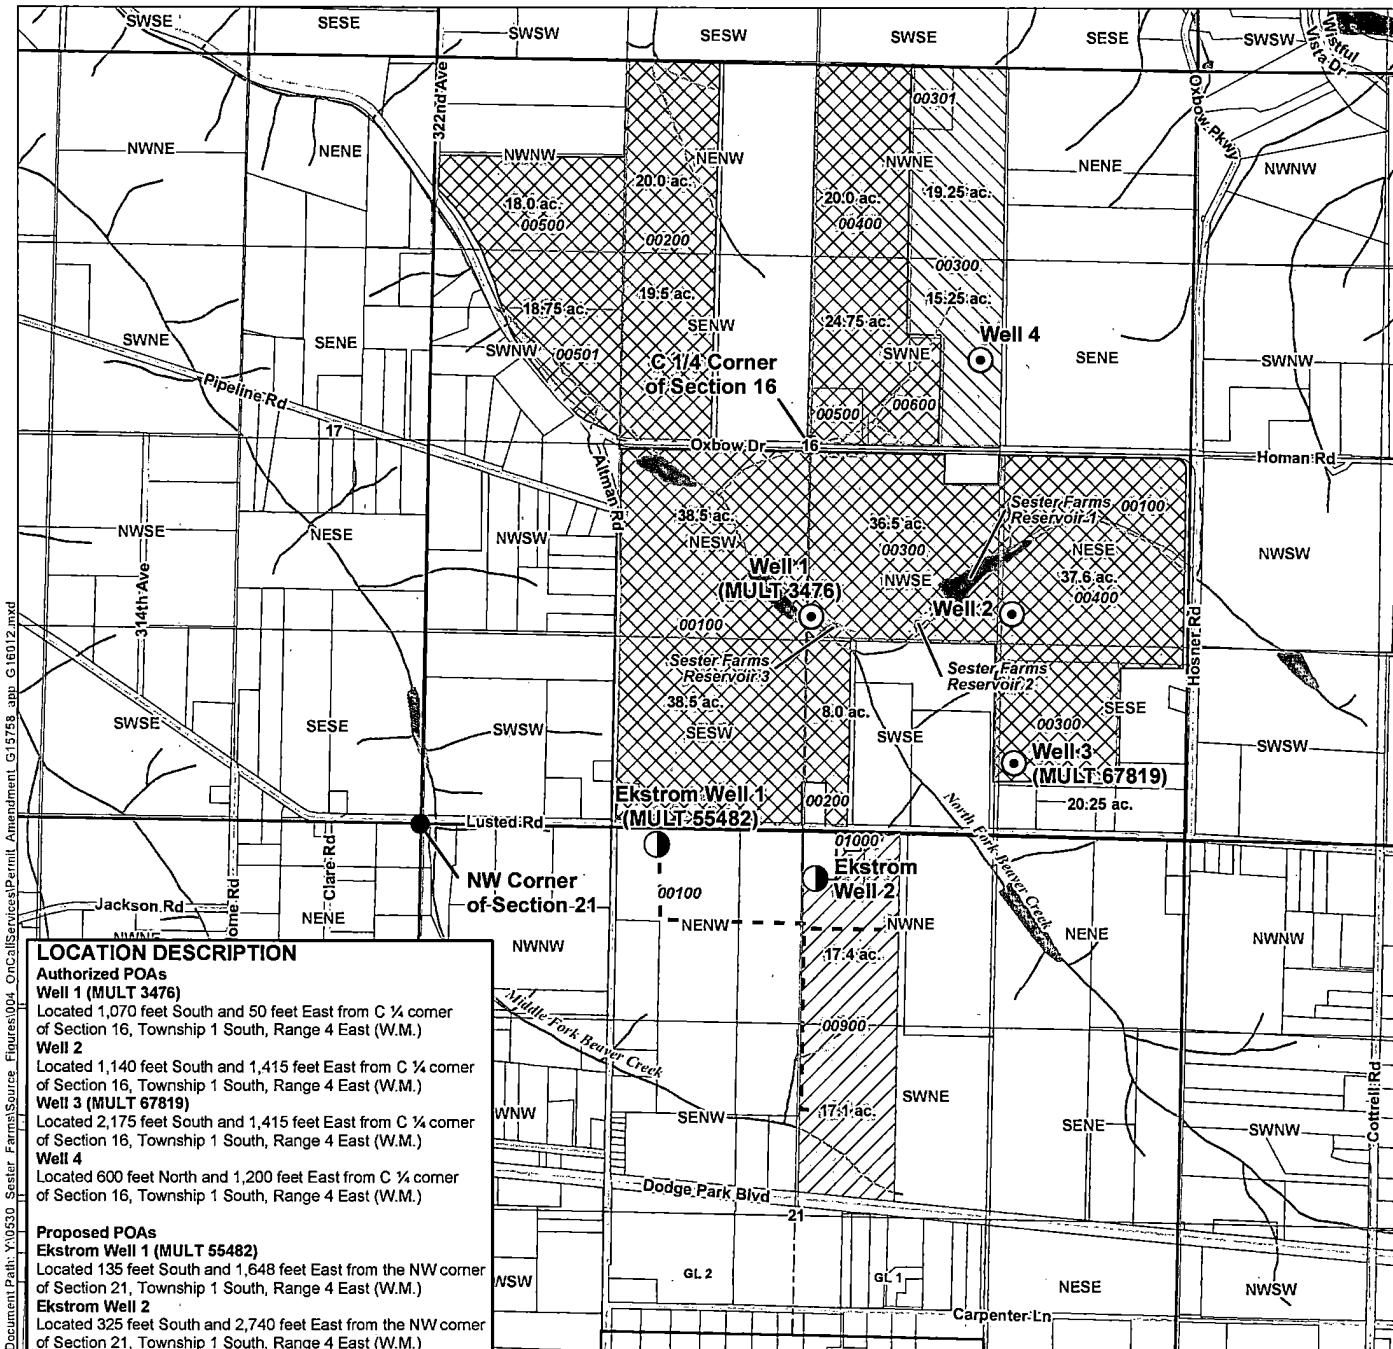 SWSE
SESE
SWSW
SESW
SWSE
SESE
SWSW
Wistful
Vista Dr
322nd Ave
Oxbow Pkwy
00301
NWNE
NENE
NWNW
NENW
NWNE
NENE
NWNW
20.0 ac.
20.0 ac.
19.25 ac.
18.0 ac.
00500
00400
00200
00300
19.5 ac.
15.25 ac.
18.75 ac.
24.75 ac.
SENW
Well 4
SWNE
SENE
SWNW
00501
C 1/4 Corner
of Section 16
SWNE
SENE
SWNW
Pipeline Rd
00500
00600
17
Oxbow Dr
16
Homan Rd
Altman Rd
38.5 ac.
NESW
36.5 ac.
00300
NWSE
Sester Farms
Reservoir 1
00100
NESE
37.6 ac.
00400
NWSE
NESE
NWSW
NWSW
314th Ave
Well 1
(MULT 3476)
Well 2
00100
Hosner Rd
Sester Farms
Reservoir 3
Sester Farms
Reservoir 2
38.5 ac.
8.0 ac.
SESE
SWSE
SESE
SWSW
SESW
SWSE
00300
SWSW
Well 3
(MULT 67819)
20.25 ac.
Ekstrom Well 1
(MULT 55482)
00200
Lusted Rd
North Fork Beaver Creek
01000
Ekstrom
Well 2
Clare Rd
NW Corner
of Section 21
00100
Jackson Rd
ome Rd
NENE
NWNE
NWNW
NENW
NWNE
NENE
NWNW
17.4 ac.
Middle Fork Beaver Creek
00900
SWNE
WNW
SENW
17.1 ac.
SENE
SWNW
Cottrell Rd
Dodge Park Blvd
21
WSW
GL 2
GL 1
NESE
NWSW
Carpenter Ln
LOCATION DESCRIPTION
Authorized POAs
Well 1 (MULT 3476)
Located 1,070 feet South and 50 feet East from C ¼ corner
of Section 16, Township 1 South, Range 4 East (W.M.)
Well 2
Located 1,140 feet South and 1,415 feet East from C ¼ corner
of Section 16, Township 1 South, Range 4 East (W.M.)
Well 3 (MULT 67819)
Located 2,175 feet South and 1,415 feet East from C ¼ corner
of Section 16, Township 1 South, Range 4 East (W.M.)
Well 4
Located 600 feet North and 1,200 feet East from C ¼ corner
of Section 16, Township 1 South, Range 4 East (W.M.)
Proposed POAs
Ekstrom Well 1 (MULT 55482)
Located 135 feet South and 1,648 feet East from the NW corner
of Section 21, Township 1 South, Range 4 East (W.M.)
Ekstrom Well 2
Located 325 feet South and 2,740 feet East from the NW corner
of Section 21, Township 1 South, Range 4 East (W.M.)
Document Path: Y:\0530 Sester Farms\Source_Figures\004_OnCallServices\Permit_Amendment_G15758_app_G16012.mxd